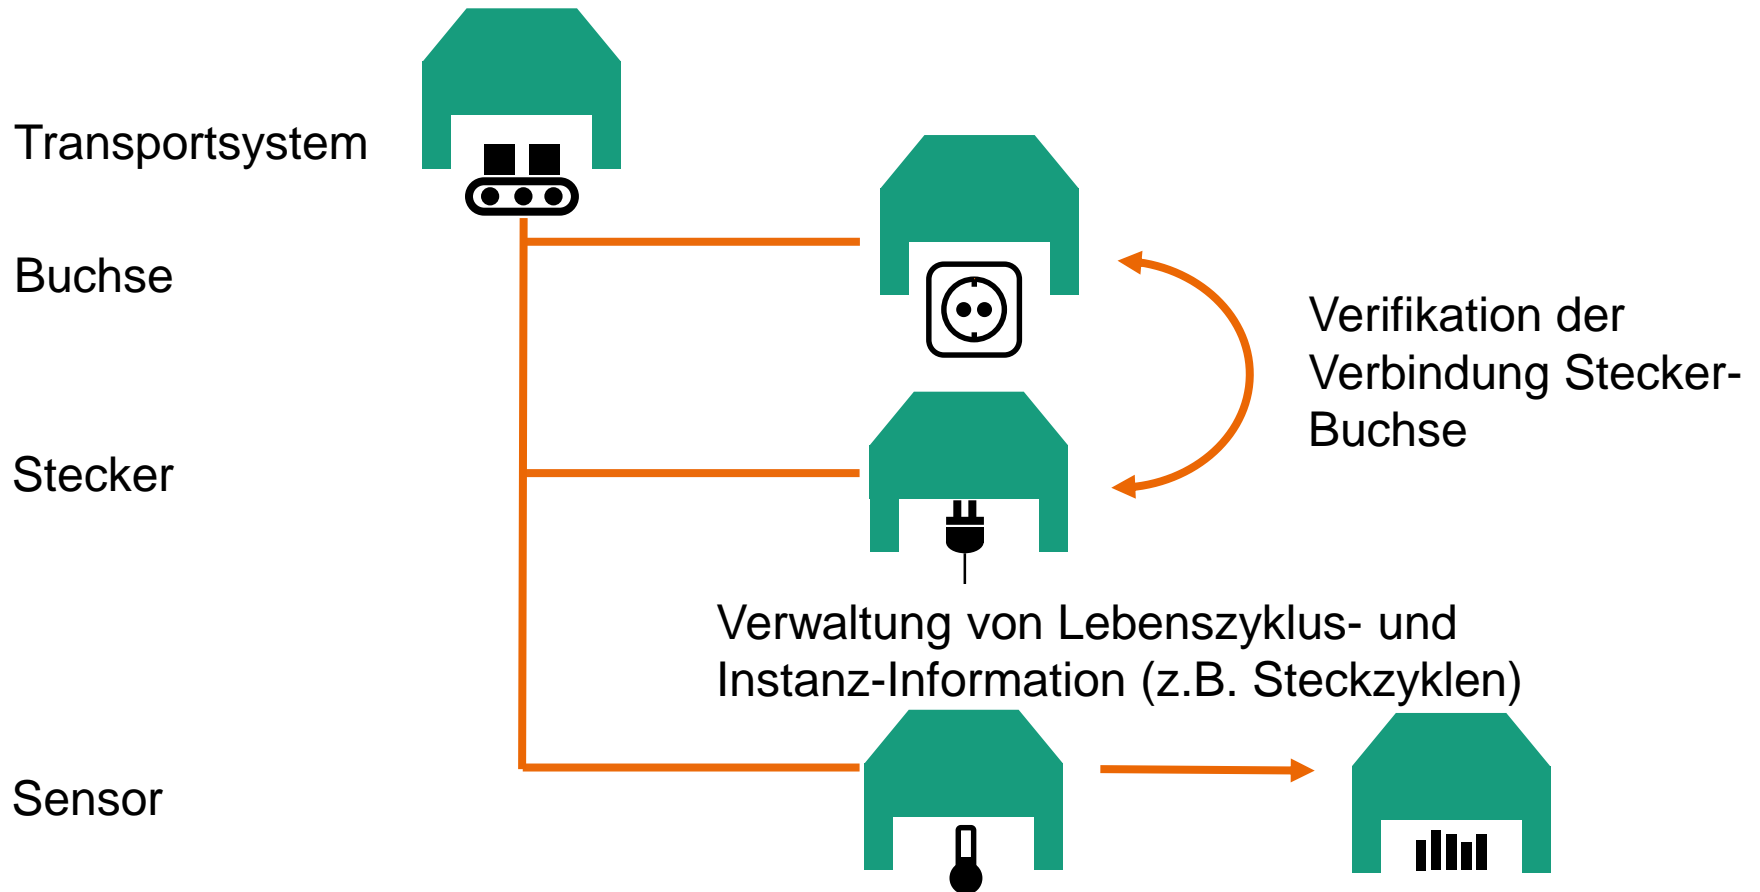 Transportsystem
Buchse
Verifikation der
Verbindung Stecker-
Buchse
Stecker
Verwaltung von Lebenszyklus- und
Instanz-Information (z.B. Steckzyklen)
Sensor